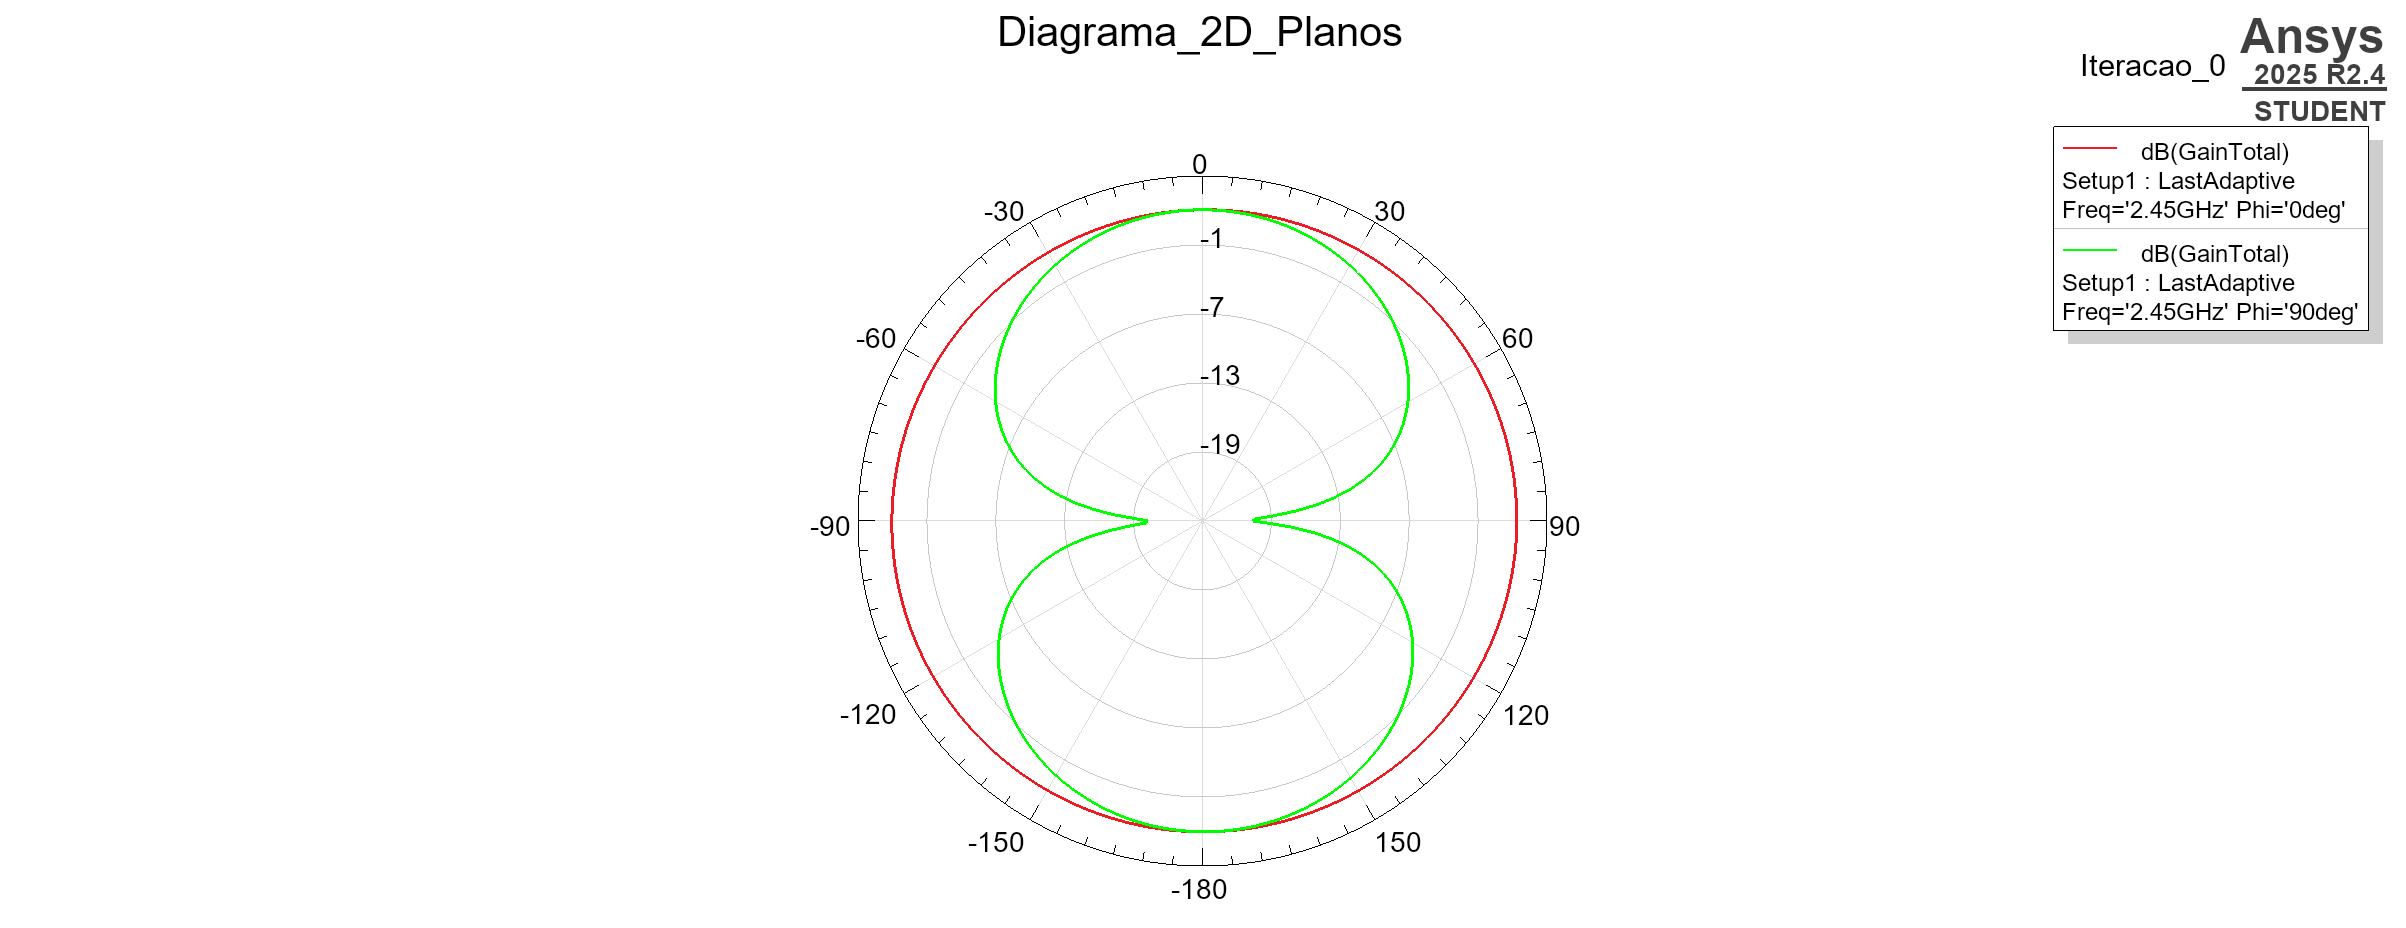 Diagrama_2D_Planos
Iteracao_0
Ansys
2025 R2.4
STUDENT
dB(GainTotal)
Setup1 : LastAdaptive
Freq='2.45GHz' Phi='0deg'
dB(GainTotal)
Setup1 : LastAdaptive
Freq='2.45GHz' Phi='90deg'
0
-30
30
-1
-7
-60
60
-13
-19
-90
90
-120
120
-150
150
-180